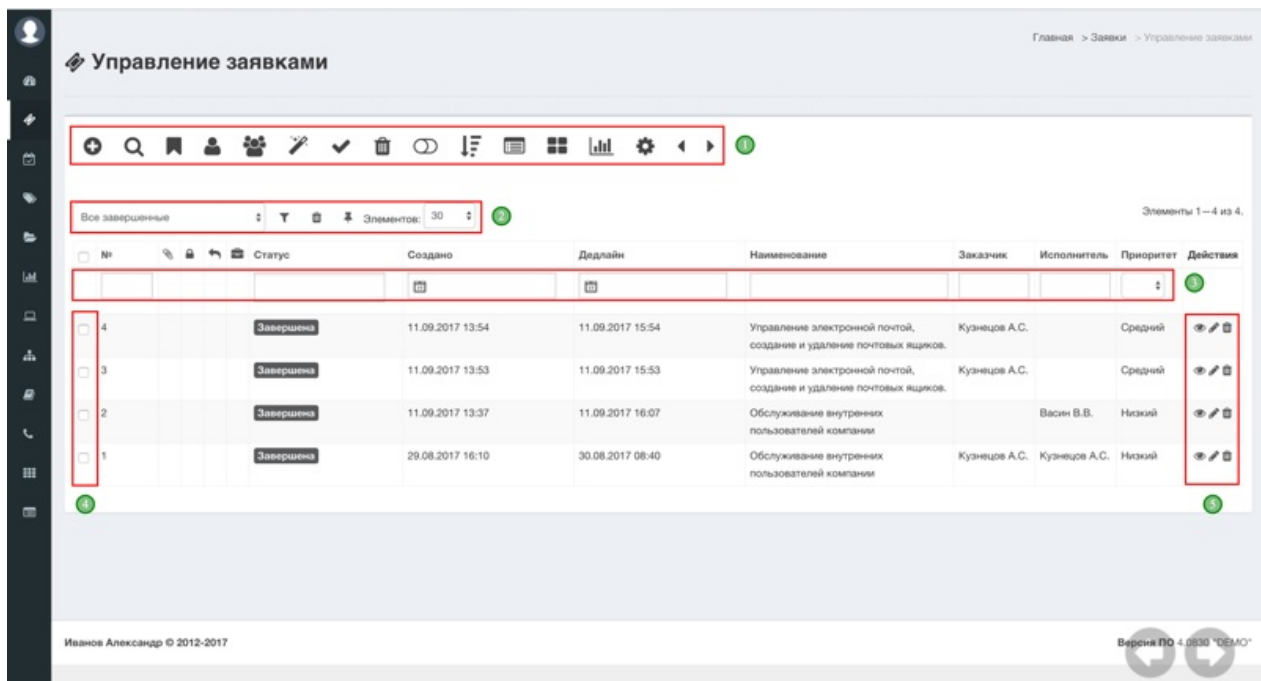 Главная > Заявки > Управление заявками
Управление заявками
1
Все завершенные Элементов: 30 2 Элементы 1—4 из 4.
№ Статус Создано Дедлайн Наименование Заказчик Исполнитель Приоритет Действия
3
4 Завершена 11.09.2017 13:54 11.09.2017 15:54 Управление электронной почтой, Кузнецов А.С. Средний
создание и удаление почтовых ящиков.
3 Завершена 11.09.2017 13:53 11.09.2017 15:53 Управление электронной почтой, Кузнецов А.С. Средний
создание и удаление почтовых ящиков.
2 Завершена 11.09.2017 13:37 11.09.2017 16:07 Обслуживание внутренних Васин В.В. Низкий
пользователей компании
1 Завершена 29.08.2017 16:10 30.08.2017 08:40 Обслуживание внутренних Кузнецов А.С. Кузнецов А.С. Низкий
пользователей компании
4 5
Иванов Александр © 2012-2017 Версия ПО 4.0830 "DEMO"